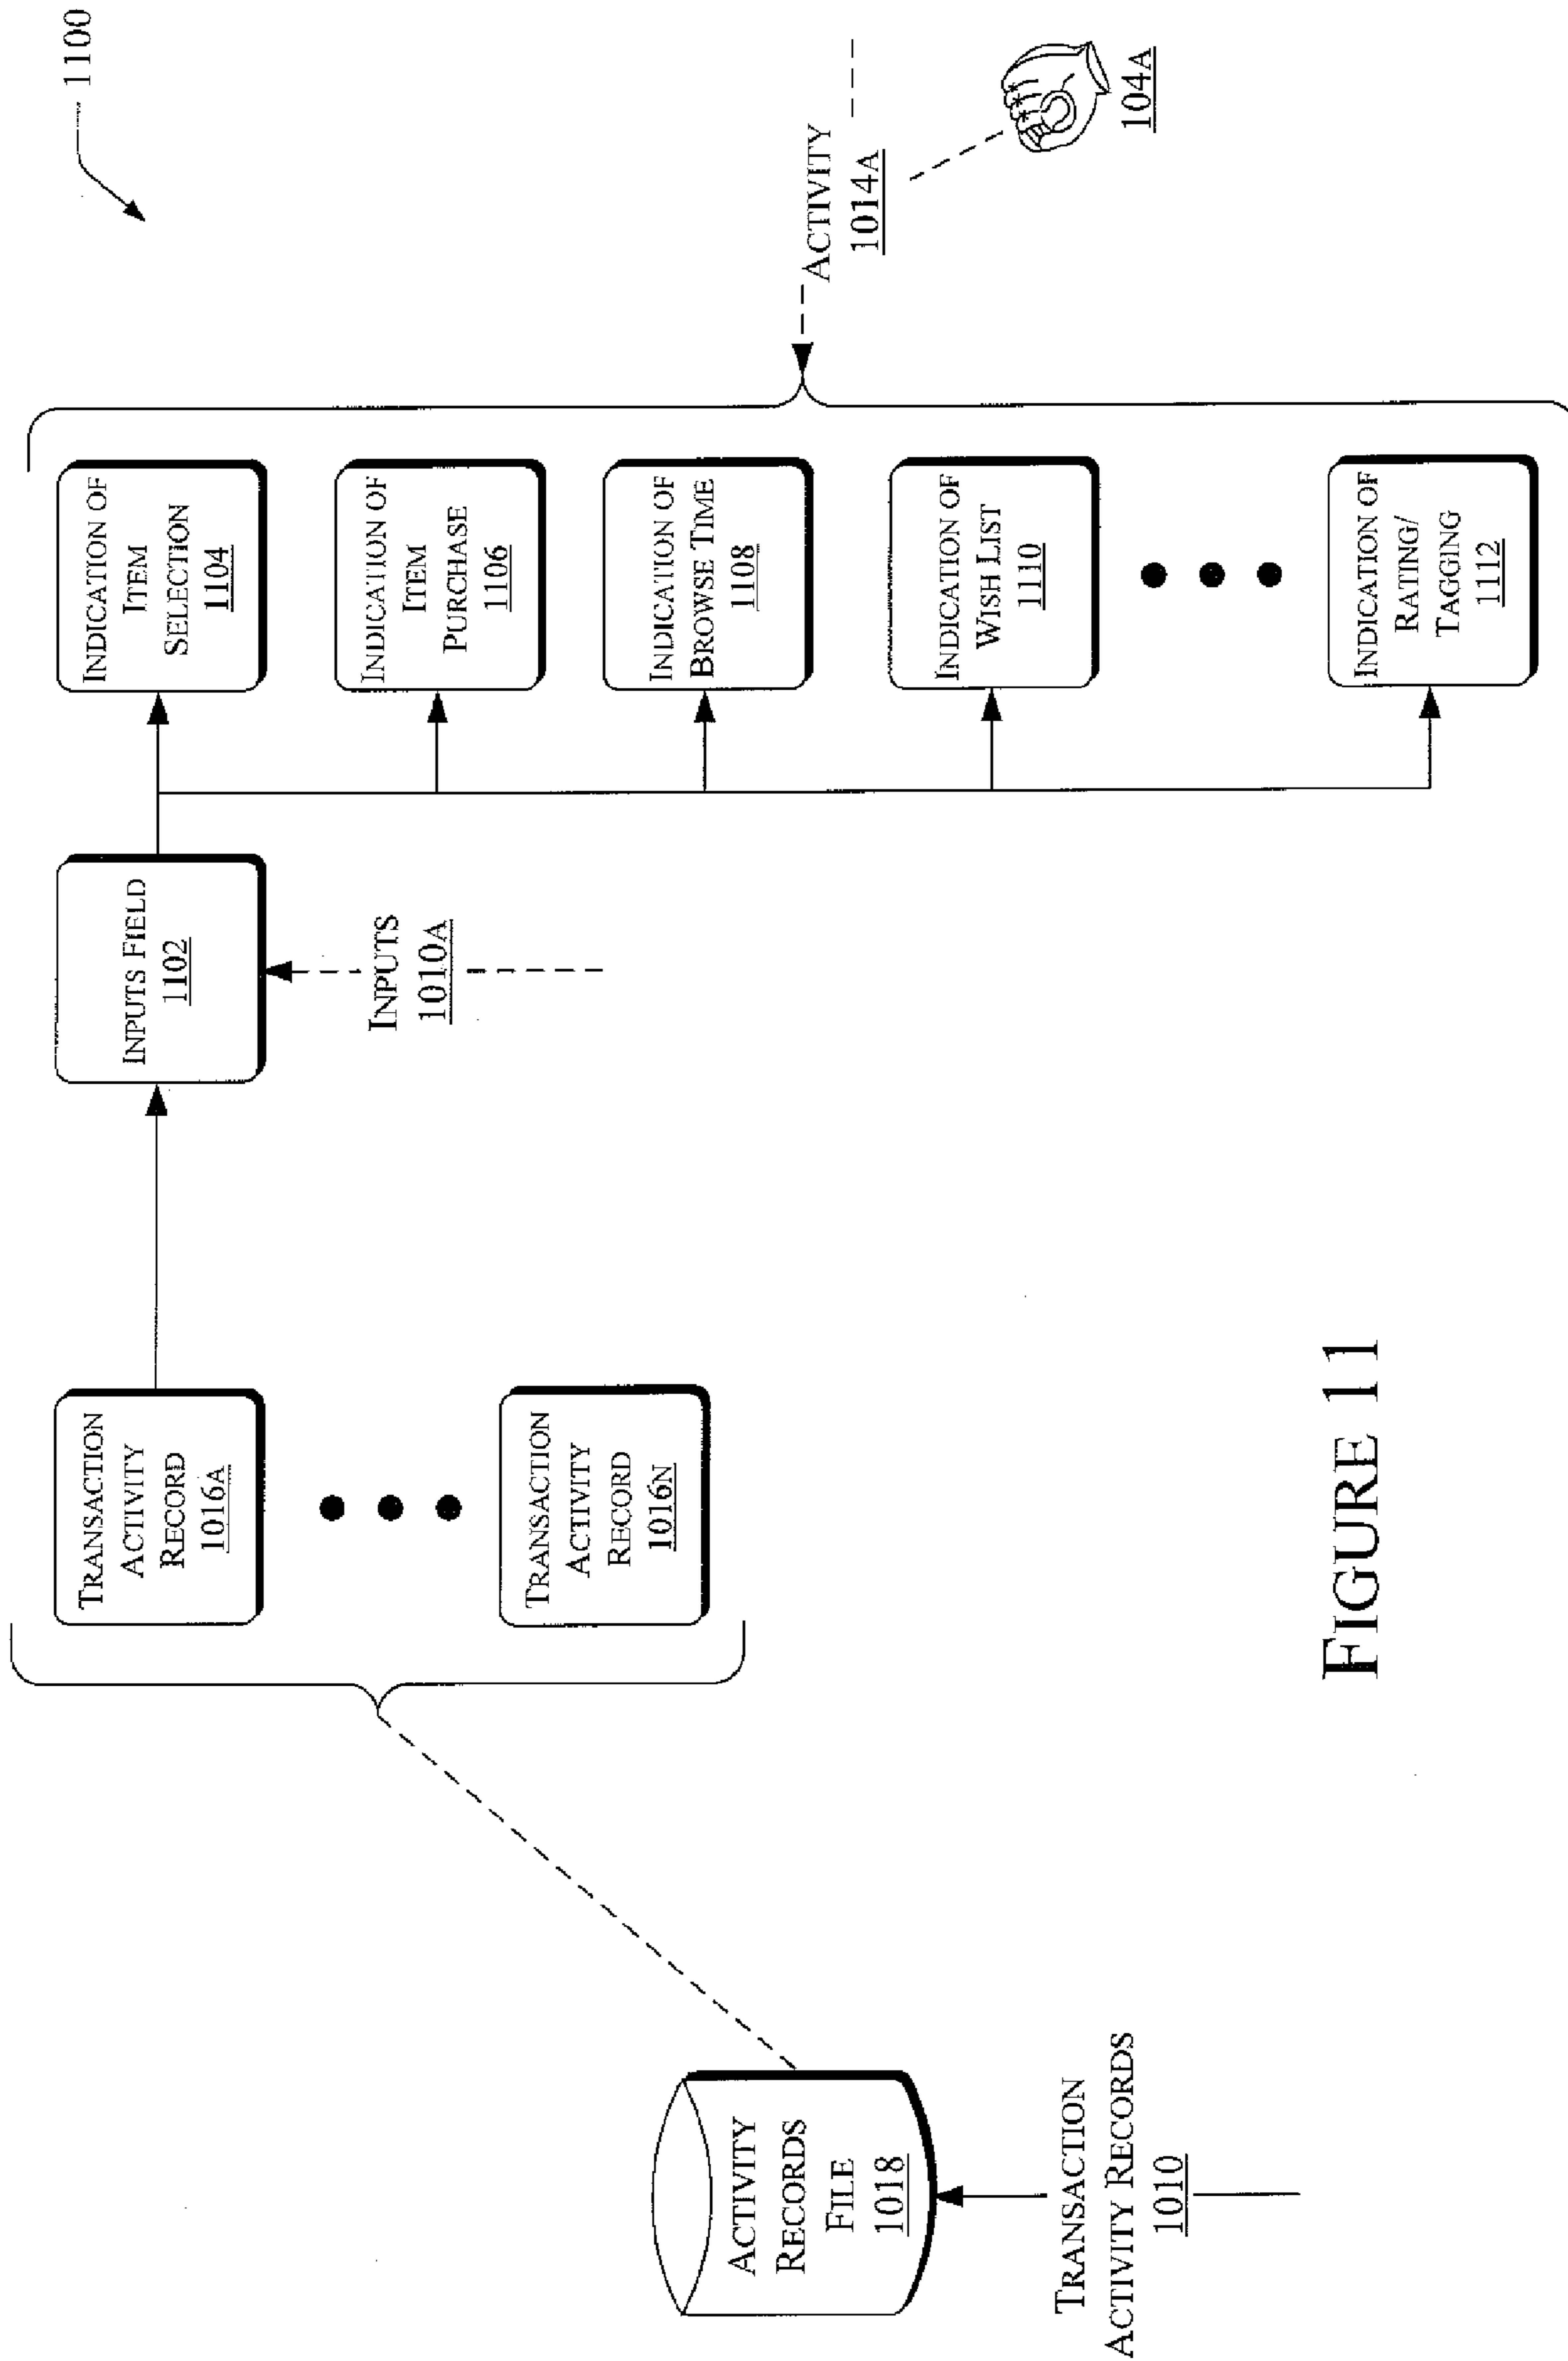 1100
TRANSACTION
ACTIVITY
RECORD
1016A
TRANSACTION
ACTIVITY
RECORD
1016N
ACTIVITY
RECORDS
FILE
1018
TRANSACTION
ACTIVITY RECORDS
1010
INPUTS FIELD
1102
INPUTS
1010A
INDICATION OF
ITEM
SELECTION
1104
INDICATION OF
ITEM
PURCHASE
1106
INDICATION OF
BROWSE TIME
1108
INDICATION OF
WISH LIST
1110
INDICATION OF
RATING/
TAGGING
1112
ACTIVITY
1014A
104A
FIGURE 11